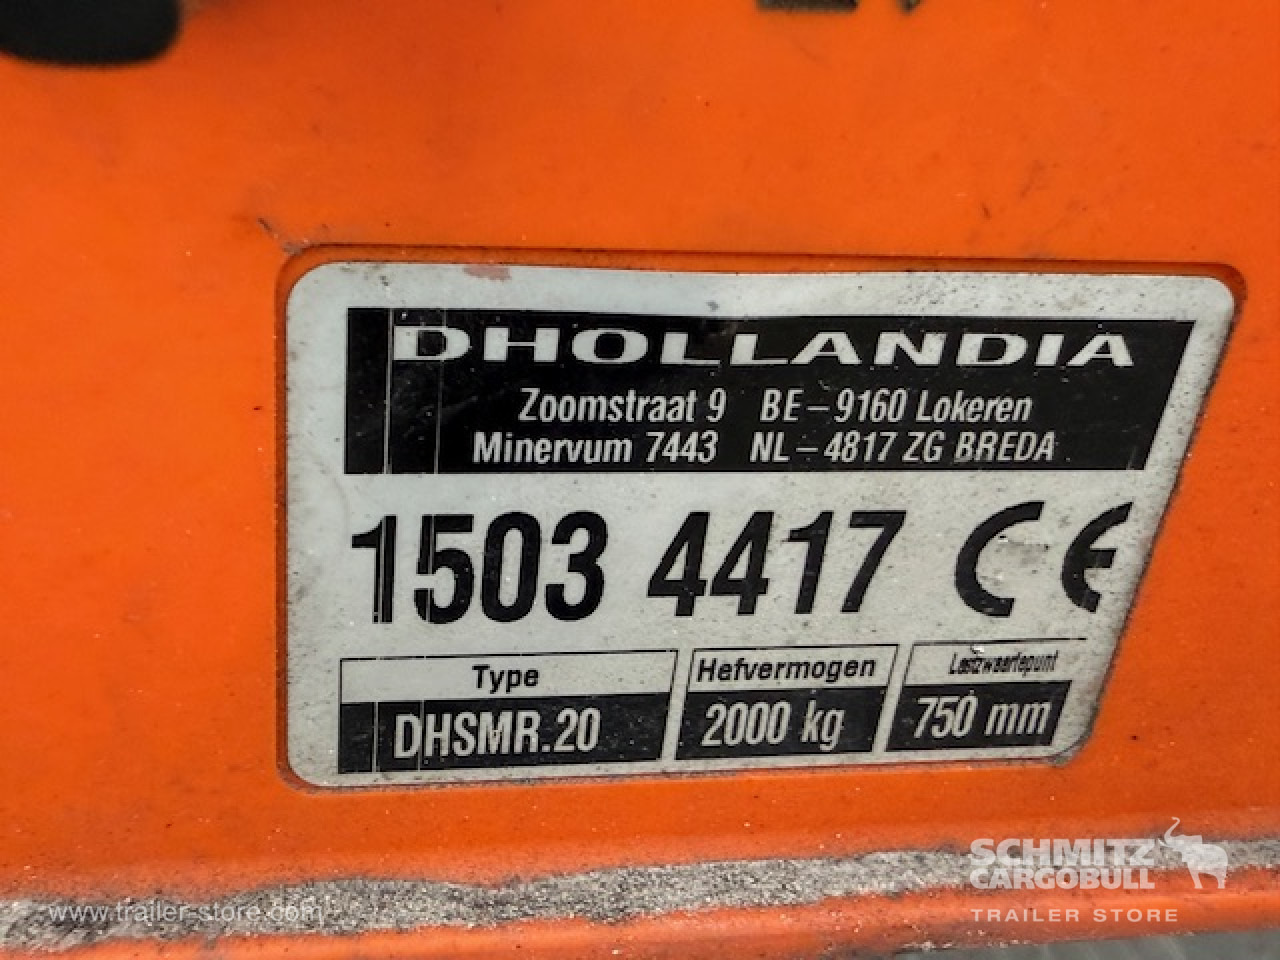 DHOLLANDIA
Zoomstraat 9 BE-9160 Lokeren
Minervum 7443 NL-4817 ZG BREDA
1503 4417 CE
Type Hefvermogen Lastzwaartepunt
DHSMR.20 2000 kg 750 mm
SCHMITZ
CARGOBULL
TRAILER STORE
www.trailer-store.com